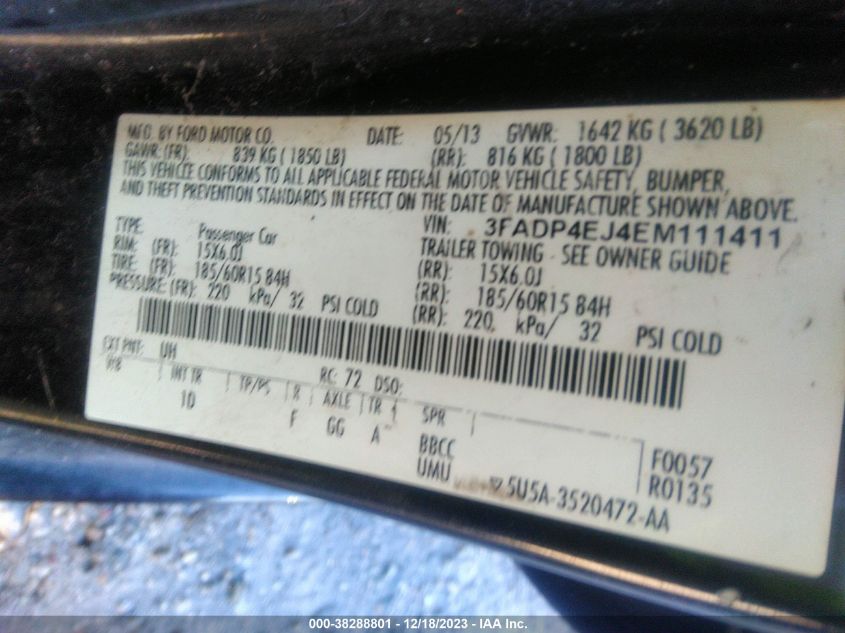 MFD. BY FORD MOTOR CO. DATE: 05/13 GVWR: 1642 KG ( 3620 LB)
GAWR: (FR): 839 KG ( 1850 LB) (RR): 816 KG ( 1800 LB)
THIS VEHICLE CONFORMS TO ALL APPLICABLE FEDERAL MOTOR VEHICLE SAFETY, BUMPER,
AND THEFT PREVENTION STANDARDS IN EFFECT ON THE DATE OF MANUFACTURE SHOWN ABOVE.
VIN: 3FADP4EJ4EM111411
TYPE: Passenger Car TRAILER TOWING - SEE OWNER GUIDE
RIM: (FR): 15X6.0J (RR): 15X6.0J
TIRE: (FR): 185/60R15 84H (RR): 185/60R15 84H
PRESSURE: (FR): 220 kPa/ 32 PSI COLD (RR): 220 kPa/ 32 PSI COLD
EXT PNT: UH RC: 72 DSO:
WB INT TR TP/PS R AXLE TR SPR
1D F GG A BBCC F0057
UMU R0135
5U5A-3520472-AA
000-38288801 - 12/18/2023 - IAA Inc.